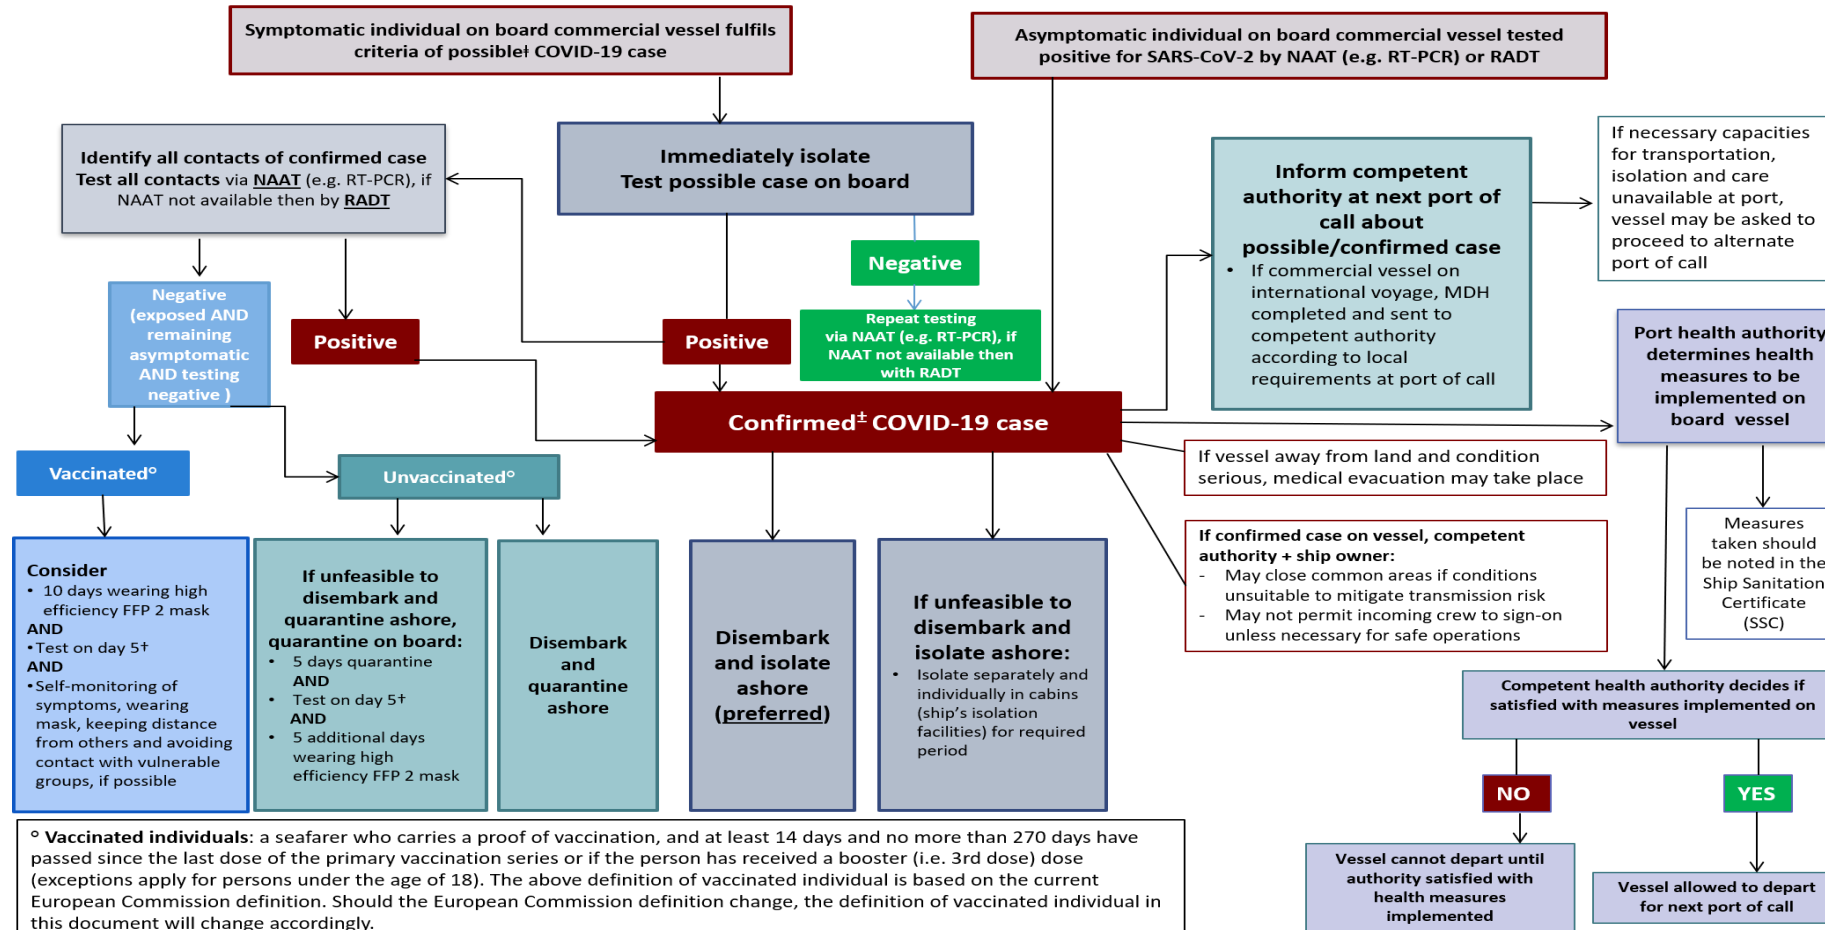 Symptomatic individual on board commercial vessel fulfils
criteria of possibleǂ COVID-19 case
Asymptomatic individual on board commercial vessel tested
positive for SARS-CoV-2 by NAAT (e.g. RT-PCR) or RADT
Identify all contacts of confirmed case
Test all contacts via NAAT (e.g. RT-PCR), if
NAAT not available then by RADT
Immediately isolate
Test possible case on board
Inform competent
authority at next port of
call about
possible/confirmed case
• If commercial vessel on
international voyage, MDH
completed and sent to
competent authority
according to local
requirements at port of call
If necessary capacities
for transportation,
isolation and care
unavailable at port,
vessel may be asked to
proceed to alternate
port of call
Negative
Negative
(exposed AND
remaining
asymptomatic
AND testing
negative )
Positive
Positive
Repeat testing
via NAAT (e.g. RT-PCR), if
NAAT not available then
with RADT
Port health authority
determines health
measures to be
implemented on
board vessel
Confirmed± COVID-19 case
Vaccinated°
Unvaccinated°
If vessel away from land and condition
serious, medical evacuation may take place
If confirmed case on vessel, competent
authority + ship owner:
- May close common areas if conditions
unsuitable to mitigate transmission risk
- May not permit incoming crew to sign-on
unless necessary for safe operations
Measures
taken should
be noted in the
Ship Sanitation
Certificate
(SSC)
Consider
• 10 days wearing high
efficiency FFP 2 mask
AND
• Test on day 5†
AND
• Self-monitoring of
symptoms, wearing
mask, keeping distance
from others and avoiding
contact with vulnerable
groups, if possible
If unfeasible to
disembark and
quarantine ashore,
quarantine on board:
• 5 days quarantine
AND
• Test on day 5†
AND
• 5 additional days
wearing high
efficiency FFP 2 mask
Disembark
and
quarantine
ashore
Disembark
and isolate
ashore
(preferred)
If unfeasible to
disembark and
isolate ashore:
• Isolate separately and
individually in cabins
(ship's isolation
facilities) for required
period
Competent health authority decides if
satisfied with measures implemented on
vessel
NO
YES
Vessel cannot depart until
authority satisfied with
health measures
implemented
Vessel allowed to depart
for next port of call
° Vaccinated individuals: a seafarer who carries a proof of vaccination, and at least 14 days and no more than 270 days have
passed since the last dose of the primary vaccination series or if the person has received a booster (i.e. 3rd dose) dose
(exceptions apply for persons under the age of 18). The above definition of vaccinated individual is based on the current
European Commission definition. Should the European Commission definition change, the definition of vaccinated individual in
this document will change accordingly.